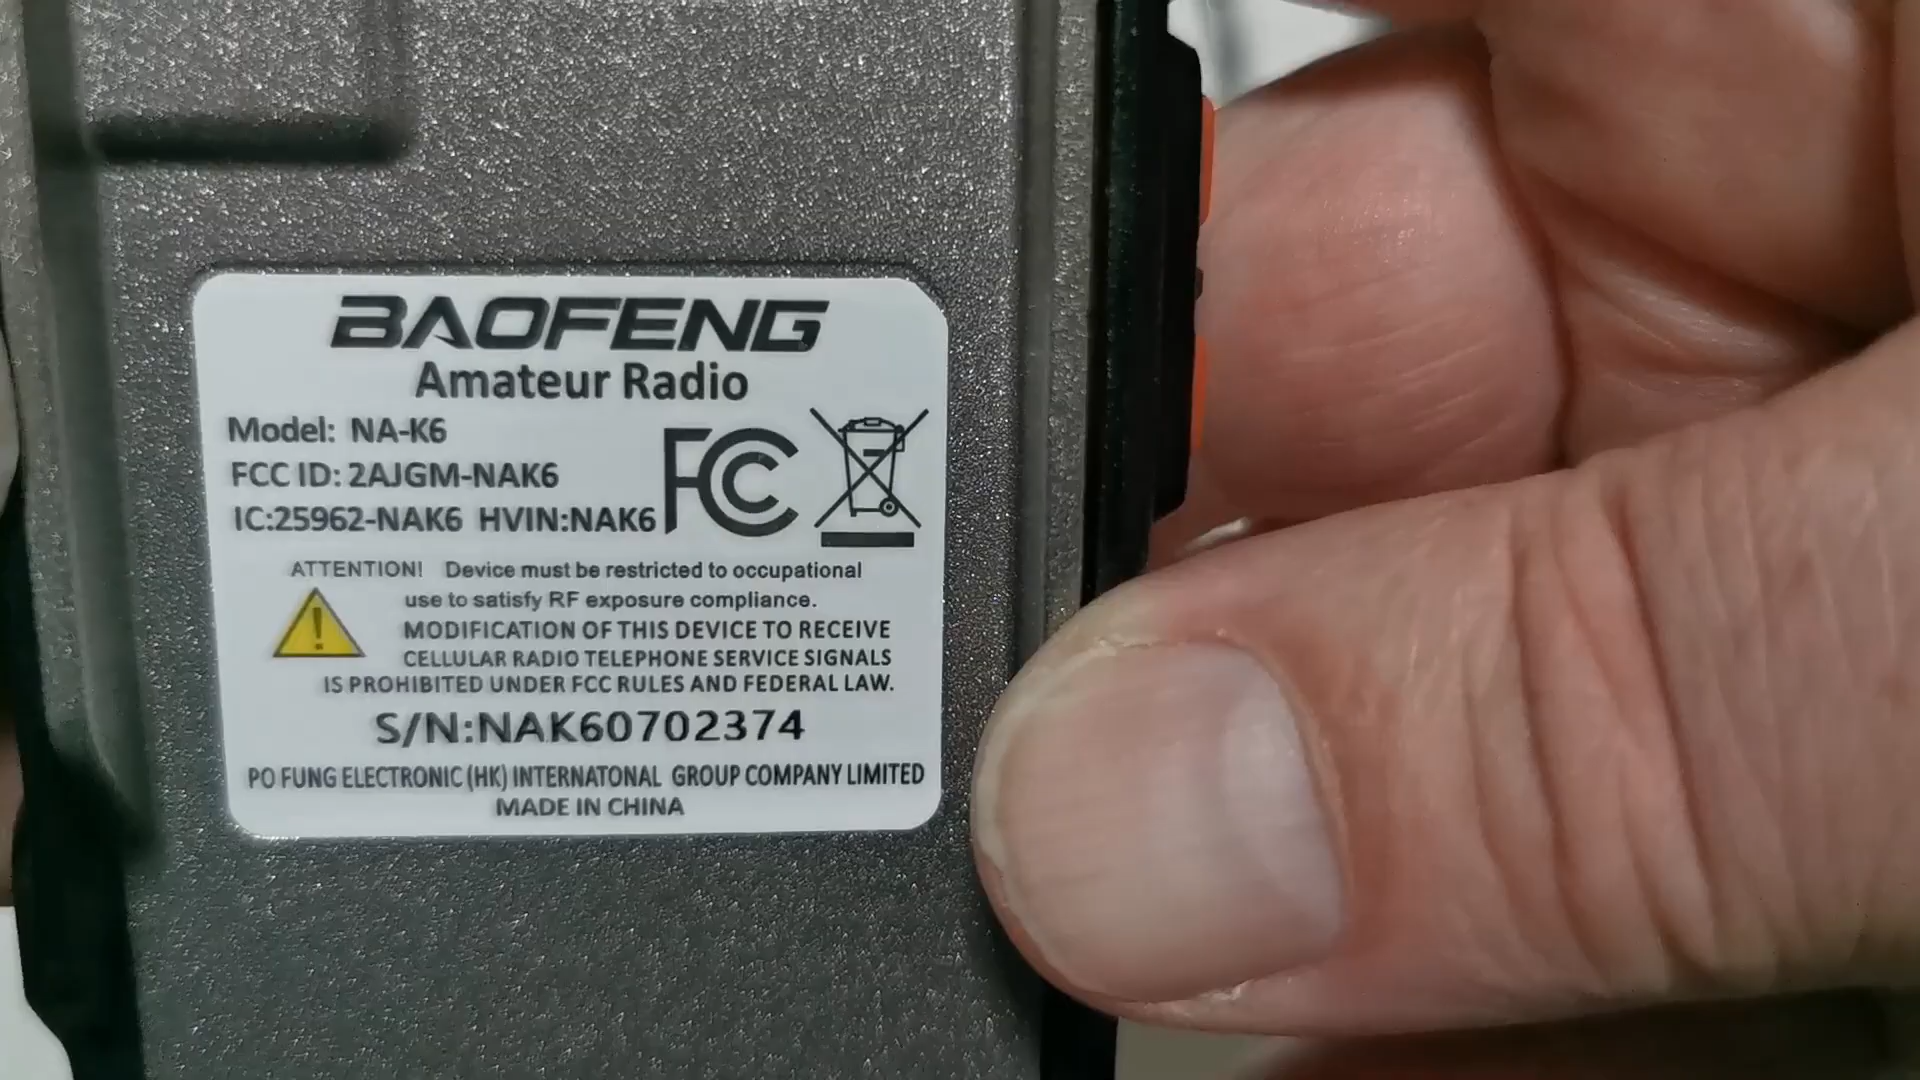 BAOFENG
Amateur Radio
Model: NA-K6
FCC ID: 2AJGM-NAK6
IC:25962-NAK6 HVIN:NAK6
FC
ATTENTION! Device must be restricted to occupational
use to satisfy RF exposure compliance.
MODIFICATION OF THIS DEVICE TO RECEIVE
CELLULAR RADIO TELEPHONE SERVICE SIGNALS
IS PROHIBITED UNDER FCC RULES AND FEDERAL LAW.
S/N:NAK60702374
PO FUNG ELECTRONIC (HK) INTERNATONAL GROUP COMPANY LIMITED
MADE IN CHINA